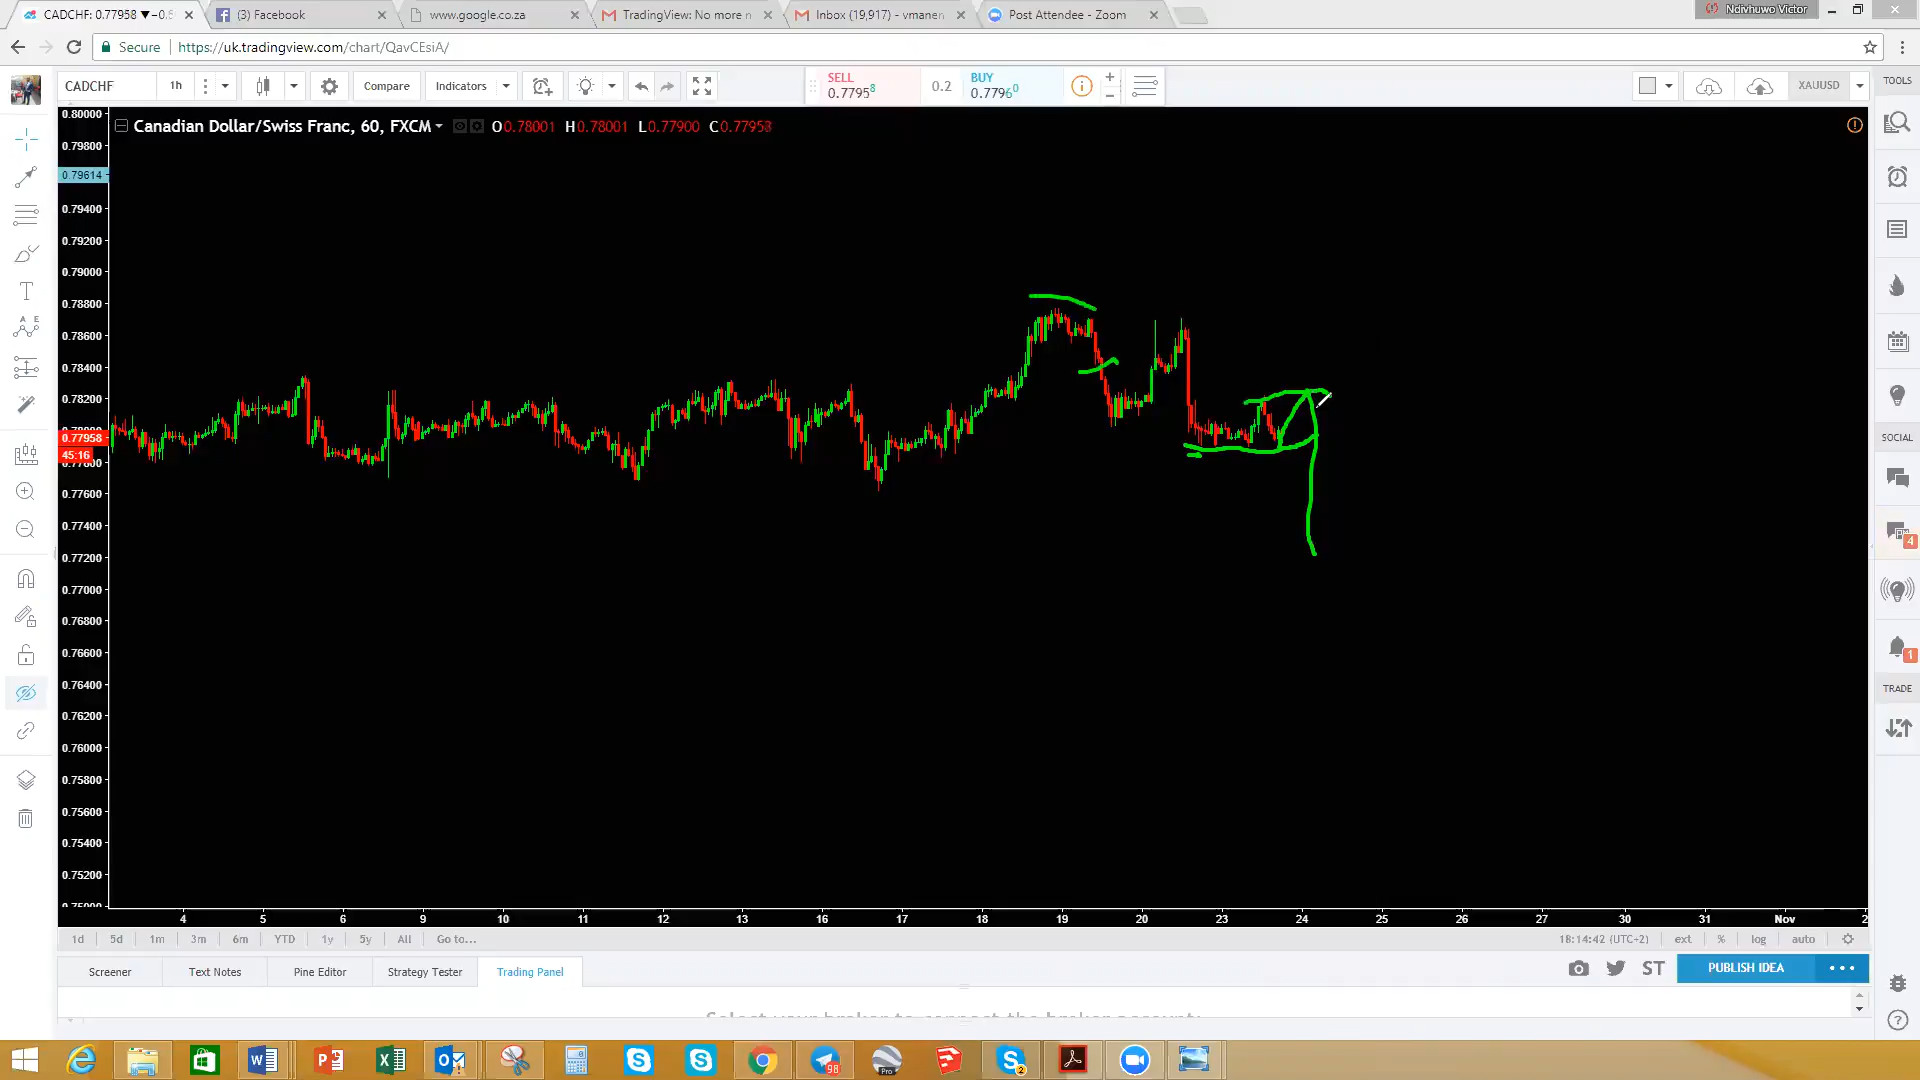 CADCHF: 0.77958 ▼ −0.
(3) Facebook
www.google.co.za
TradingView: No more n
Inbox (19,917) - vmanen
Post Attendee - Zoom
Ndivhuwo Victor
Secure
https://uk.tradingview.com/chart/QavCEsiA/
CADCHF 1h Compare Indicators
SELL 0.77958 0.2 BUY 0.77960
XAUUSD
TOOLS
Canadian Dollar/Swiss Franc, 60, FXCM O0.78001 H0.78001 L0.77900 C0.77958
0.80000
0.79800
0.79614
0.79400
0.79200
0.79000
0.78800
0.78600
0.78400
0.78200
0.77958
45:16
0.77600
0.77400
0.77200
0.77000
0.76800
0.76600
0.76400
0.76200
0.76000
0.75800
0.75600
0.75400
0.75200
SOCIAL
4
1
TRADE
4 5 6 9 10 11 12 13 16 17 18 19 20 23 24 25 26 27 30 31 Nov 2
1d 5d 1m 3m 6m YTD 1y 5y All Go to...
18:14:42 (UTC+2) ext % log auto
Screener Text Notes Pine Editor Strategy Tester Trading Panel
ST PUBLISH IDEA
98
Pro
2